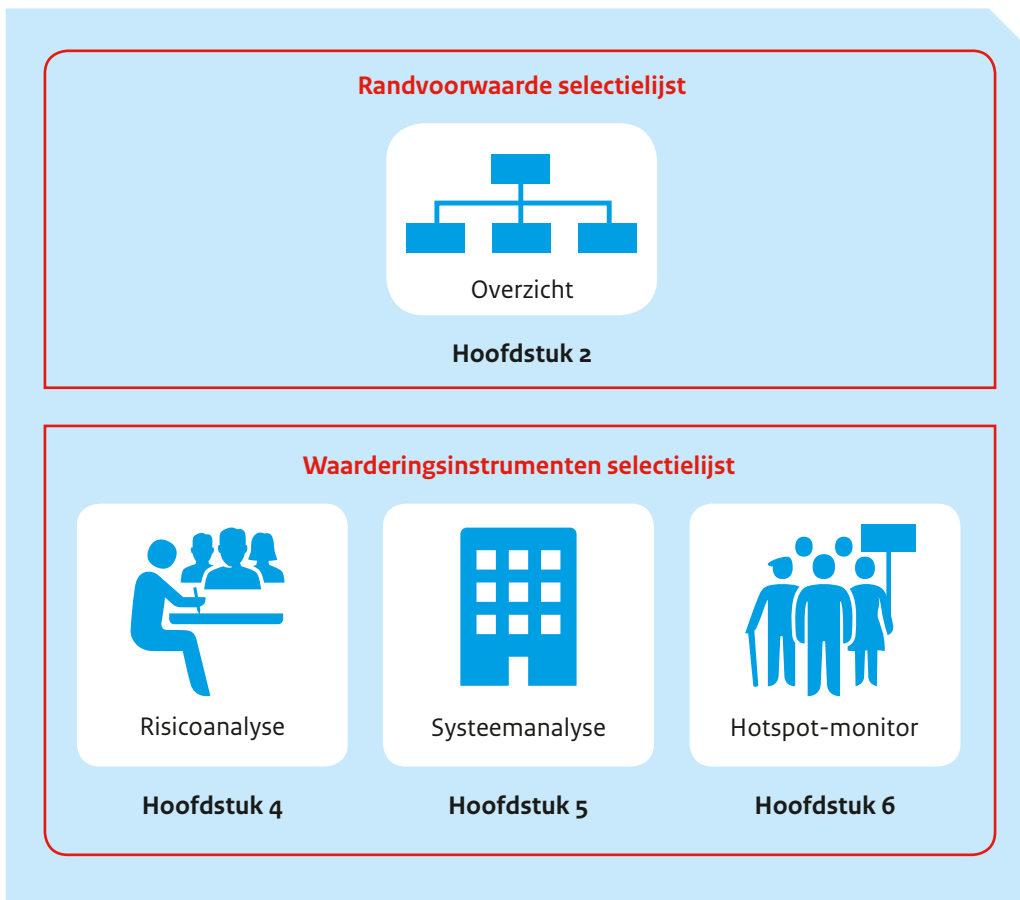 Randvoorwaarde selectielijst
Overzicht
Hoofdstuk 2
Waarderingsinstrumenten selectielijst
Risicoanalyse
Systeemanalyse
Hotspot-monitor
Hoofdstuk 4
Hoofdstuk 5
Hoofdstuk 6